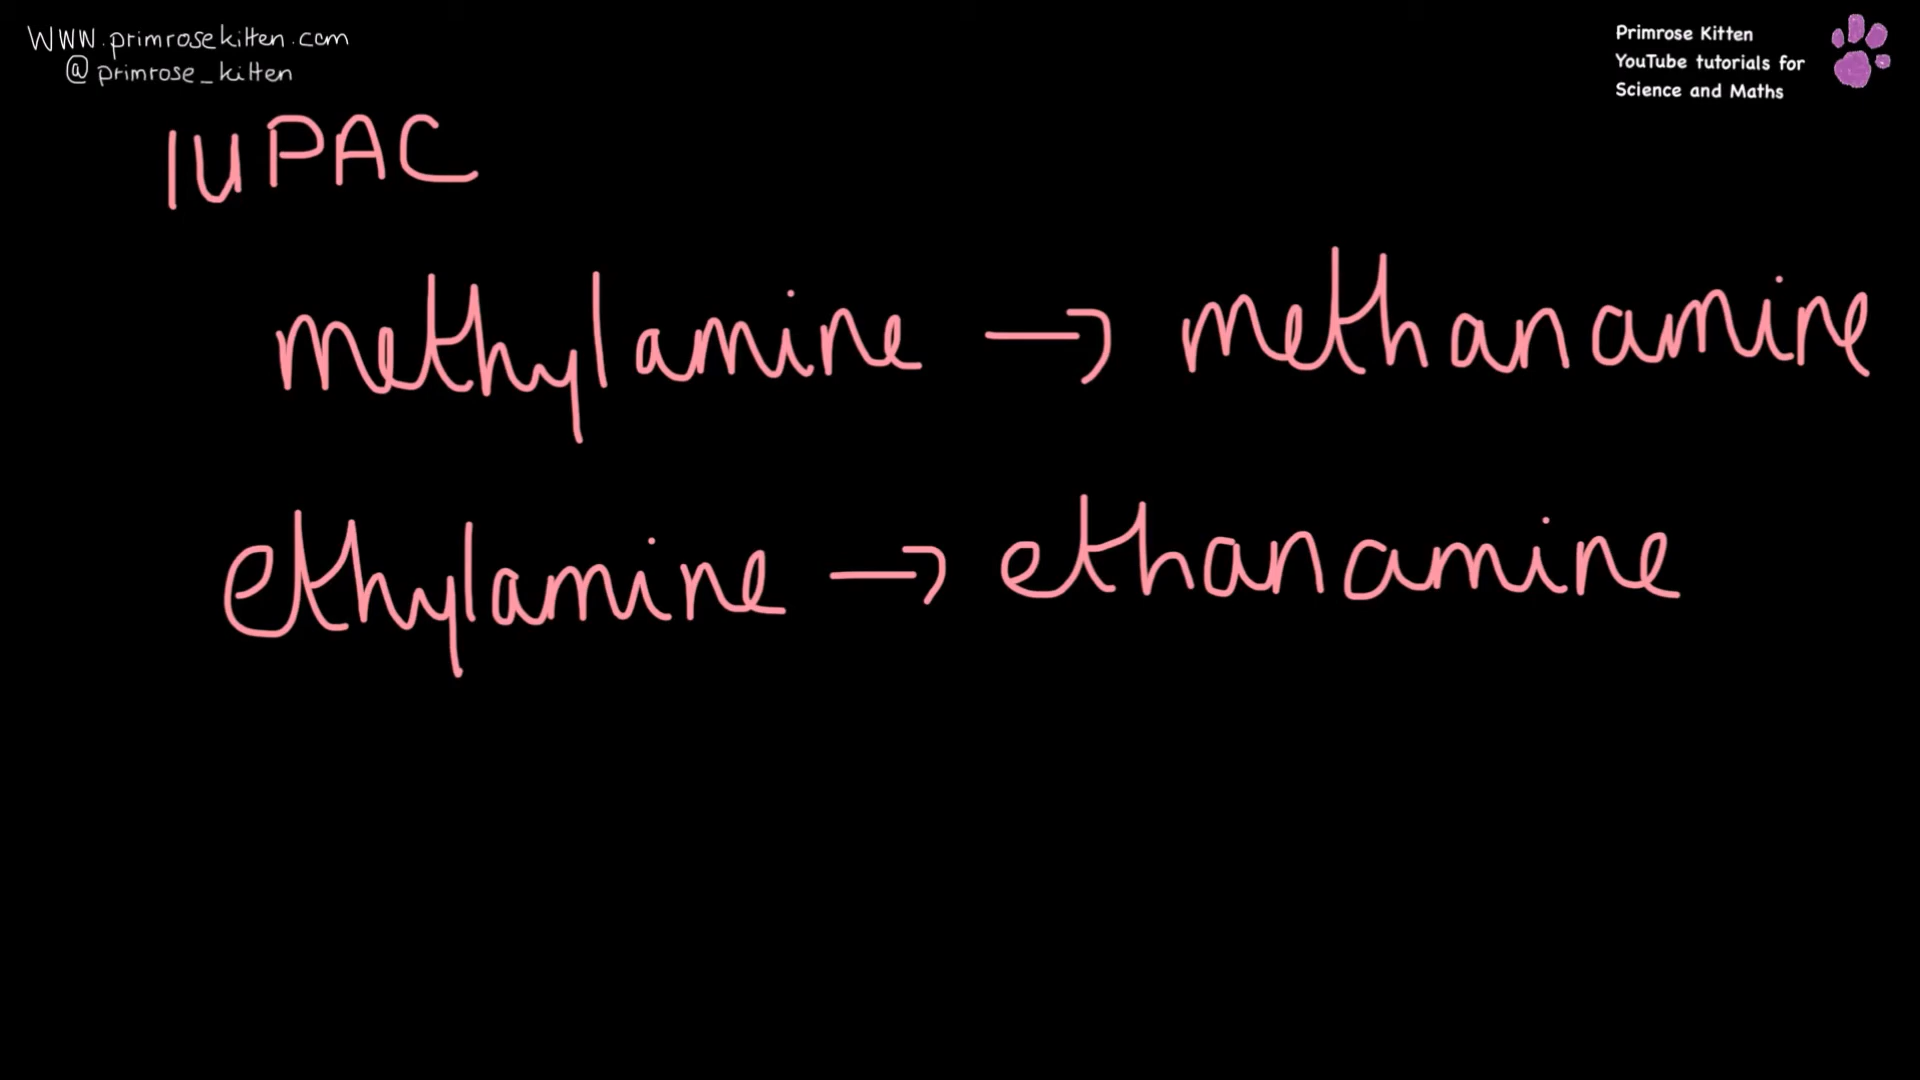 www.primrosekitten.com
@primrose_kitten
Primrose Kitten
YouTube tutorials for
Science and Maths
IUPAC
methylamine → methanamine
ethylamine → ethanamine